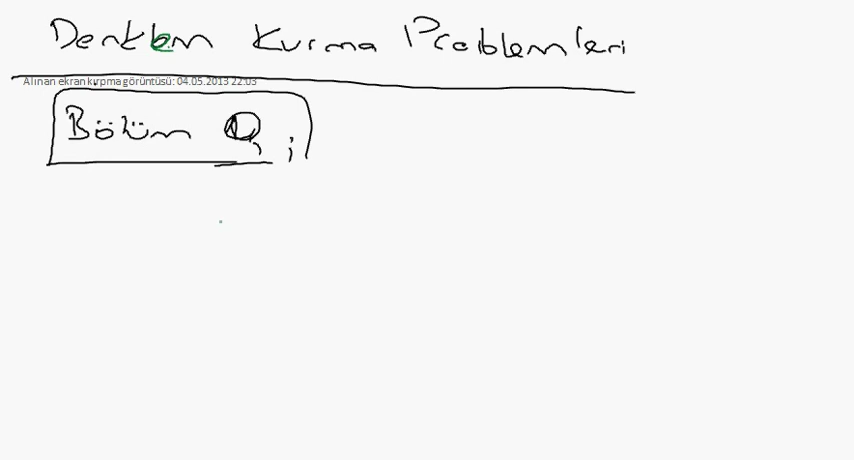 Denklem Kurma Problemleri
Alınan ekran kırpma görüntüsü: 04.05.2013 22:03
Bölüm